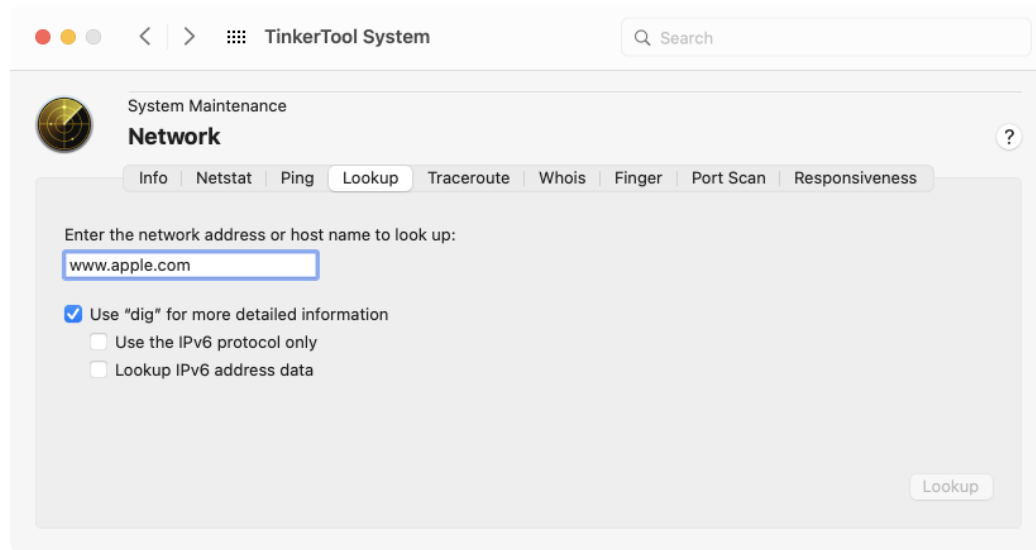 TinkerTool System
Search
System Maintenance
Network
?
Info Netstat Ping Lookup Traceroute Whois Finger Port Scan Responsiveness
Enter the network address or host name to look up:
www.apple.com
Use “dig” for more detailed information
Use the IPv6 protocol only
Lookup IPv6 address data
Lookup